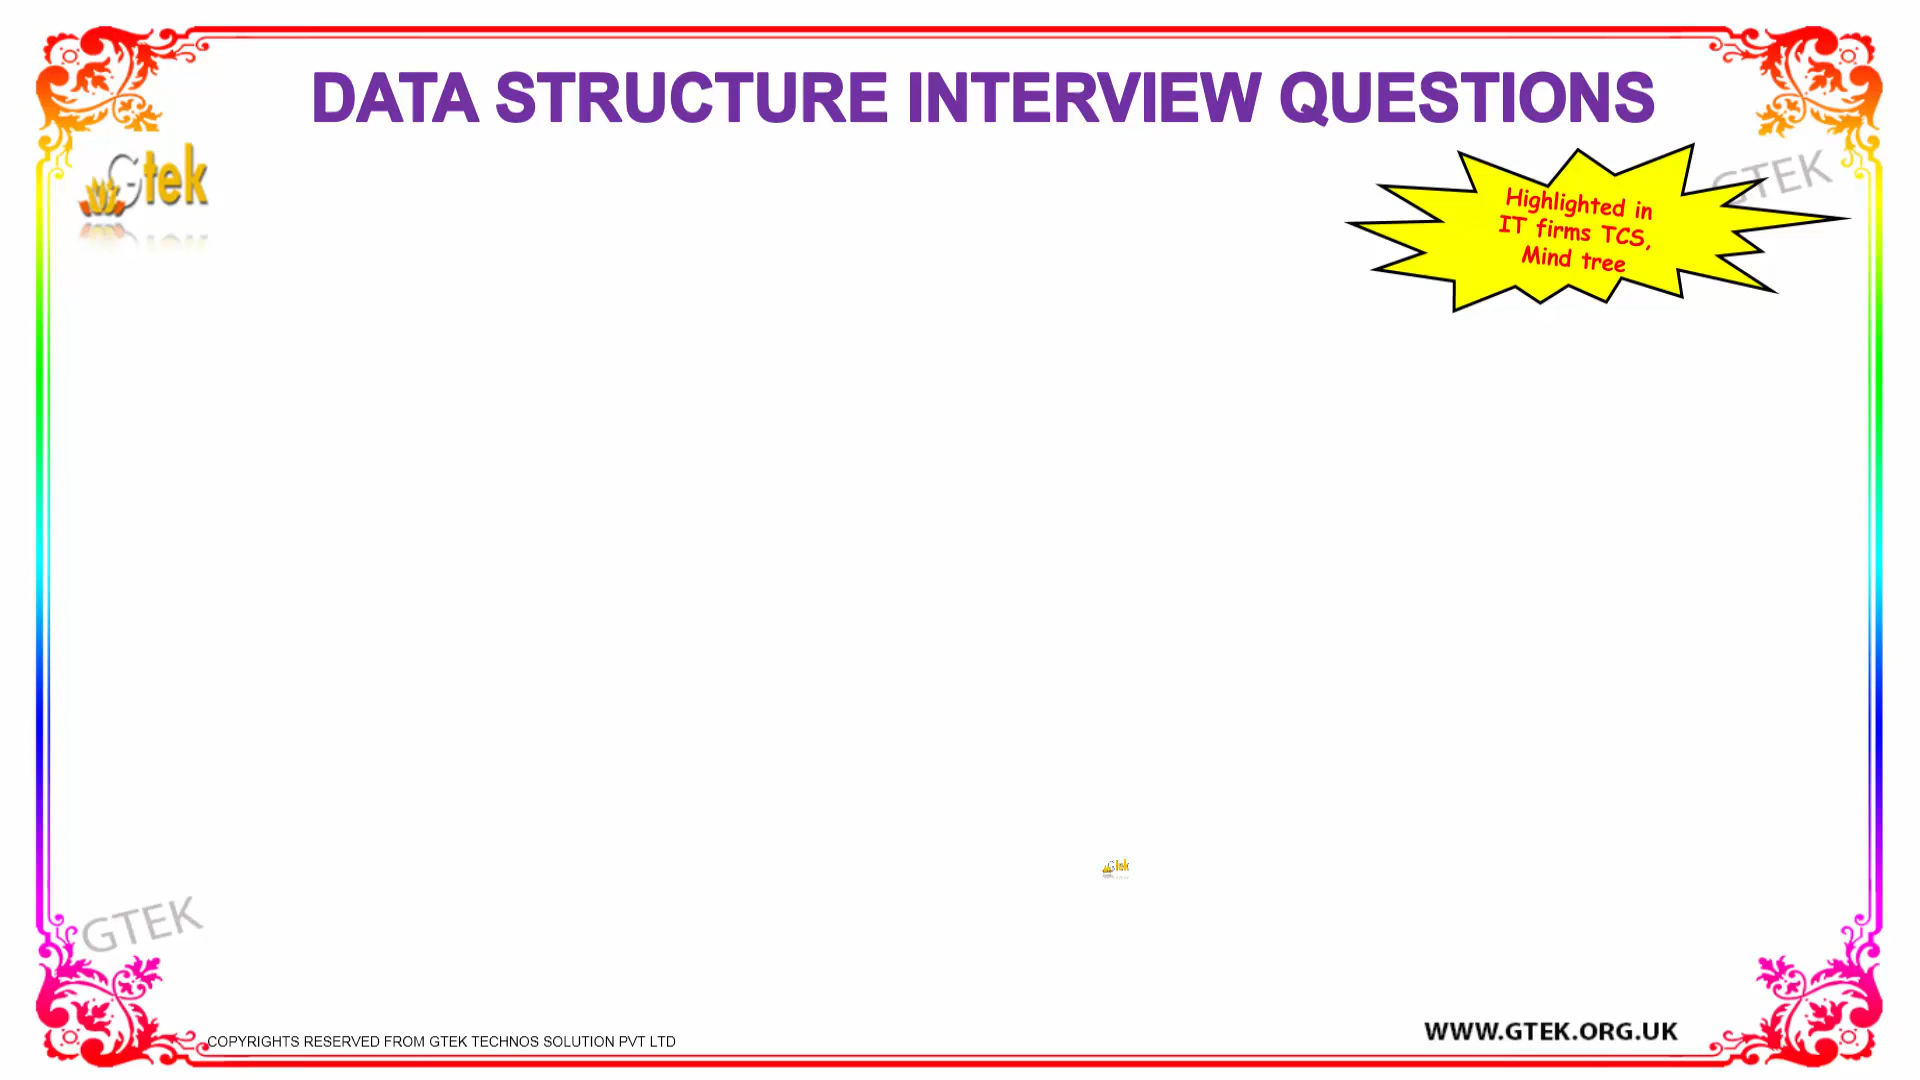 DATA STRUCTURE INTERVIEW QUESTIONS
Gtek
GTEK
Highlighted in
IT firms TCS,
Mind tree
Gtek
GTEK
COPYRIGHTS RESERVED FROM GTEK TECHNOS SOLUTION PVT LTD
WWW.GTEK.ORG.UK